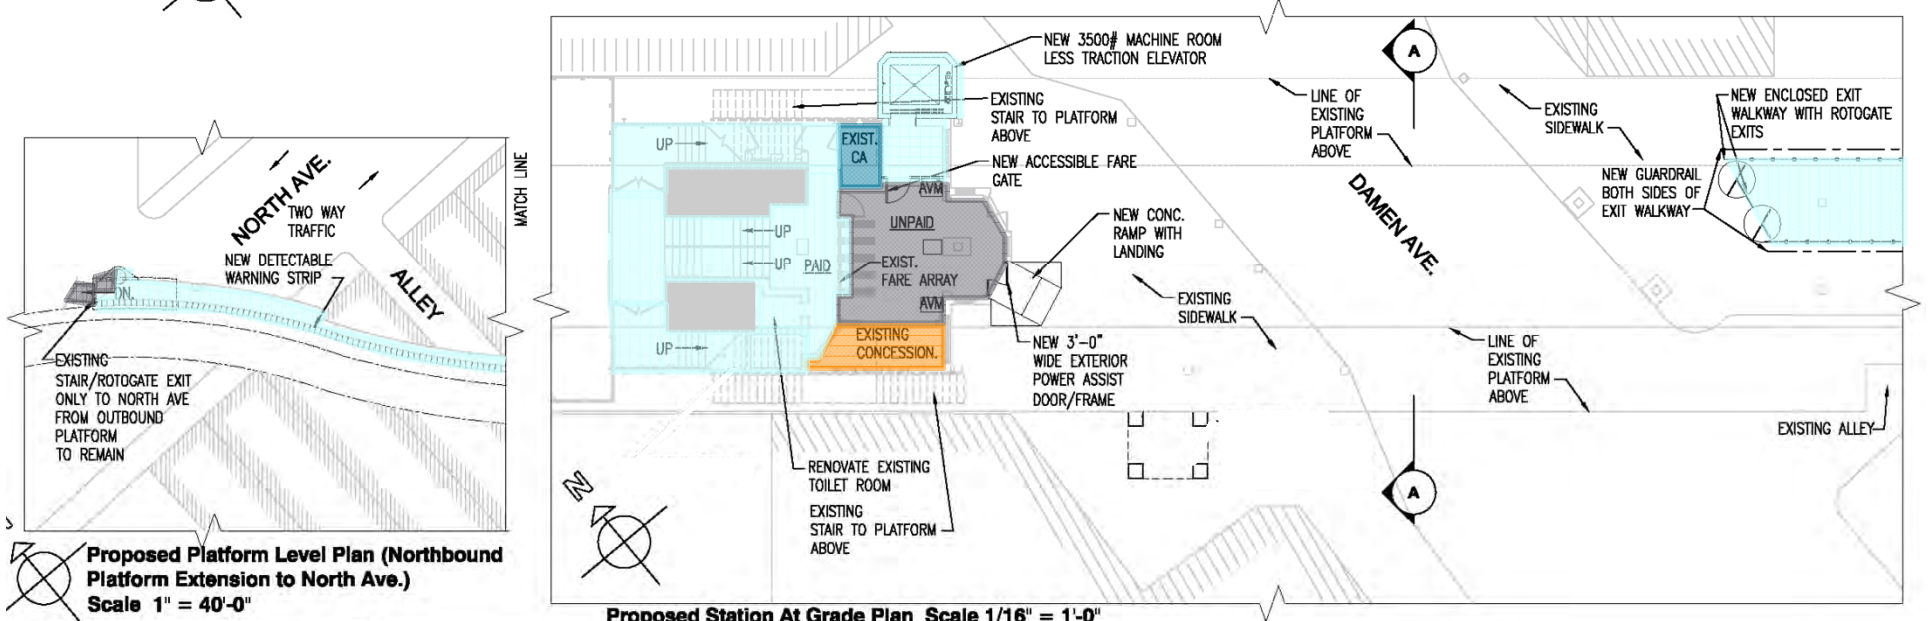 NORTH AVE.
TWO WAY
TRAFFIC
NEW DETECTABLE
WARNING STRIP
ALLEY
DN.
EXISTING
STAIR/ROTOGATE EXIT
ONLY TO NORTH AVE
FROM OUTBOUND
PLATFORM
TO REMAIN
MATCH LINE
Proposed Platform Level Plan (Northbound
Platform Extension to North Ave.)
Scale 1" = 40'-0"
NEW 3500# MACHINE ROOM
LESS TRACTION ELEVATOR
EXISTING
STAIR TO PLATFORM
ABOVE
NEW ACCESSIBLE FARE
GATE
UP
EXIST.
CA
AVM
UNPAID
UP
UP
PAID
EXIST.
FARE ARRAY
AVM
UP
EXISTING
CONCESSION.
NEW CONC.
RAMP WITH
LANDING
NEW 3'-0"
WIDE EXTERIOR
POWER ASSIST
DOOR/FRAME
RENOVATE EXISTING
TOILET ROOM
EXISTING
STAIR TO PLATFORM
ABOVE
N
LINE OF
EXISTING
PLATFORM
ABOVE
A
EXISTING
SIDEWALK
DAMEN AVE.
NEW ENCLOSED EXIT
WALKWAY WITH ROTOGATE
EXITS
NEW GUARDRAIL
BOTH SIDES OF
EXIT WALKWAY
EXISTING
SIDEWALK
LINE OF
EXISTING
PLATFORM
ABOVE
EXISTING ALLEY
A
Proposed Station At Grade Plan Scale 1/16" = 1'-0"